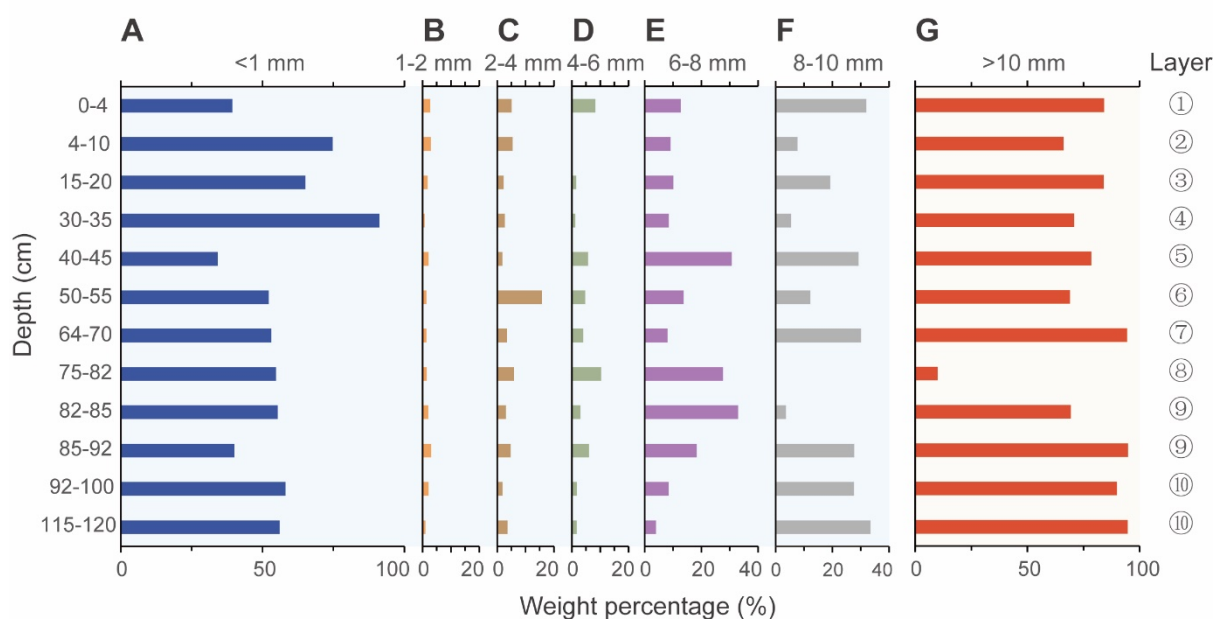 A B C D E F G
<1 mm 1-2 mm 2-4 mm 4-6 mm 6-8 mm 8-10 mm >10 mm Layer
0-4 ①
4-10 ②
15-20 ③
30-35 ④
40-45 ⑤
50-55 ⑥
64-70 ⑦
75-82 ⑧
82-85 ⑨
85-92 ⑨
92-100 ⑩
115-120 ⑩
Depth (cm)
0 50 100 0 20 0 20 0 20 0 20 40 0 20 40 0 50 100
Weight percentage (%)